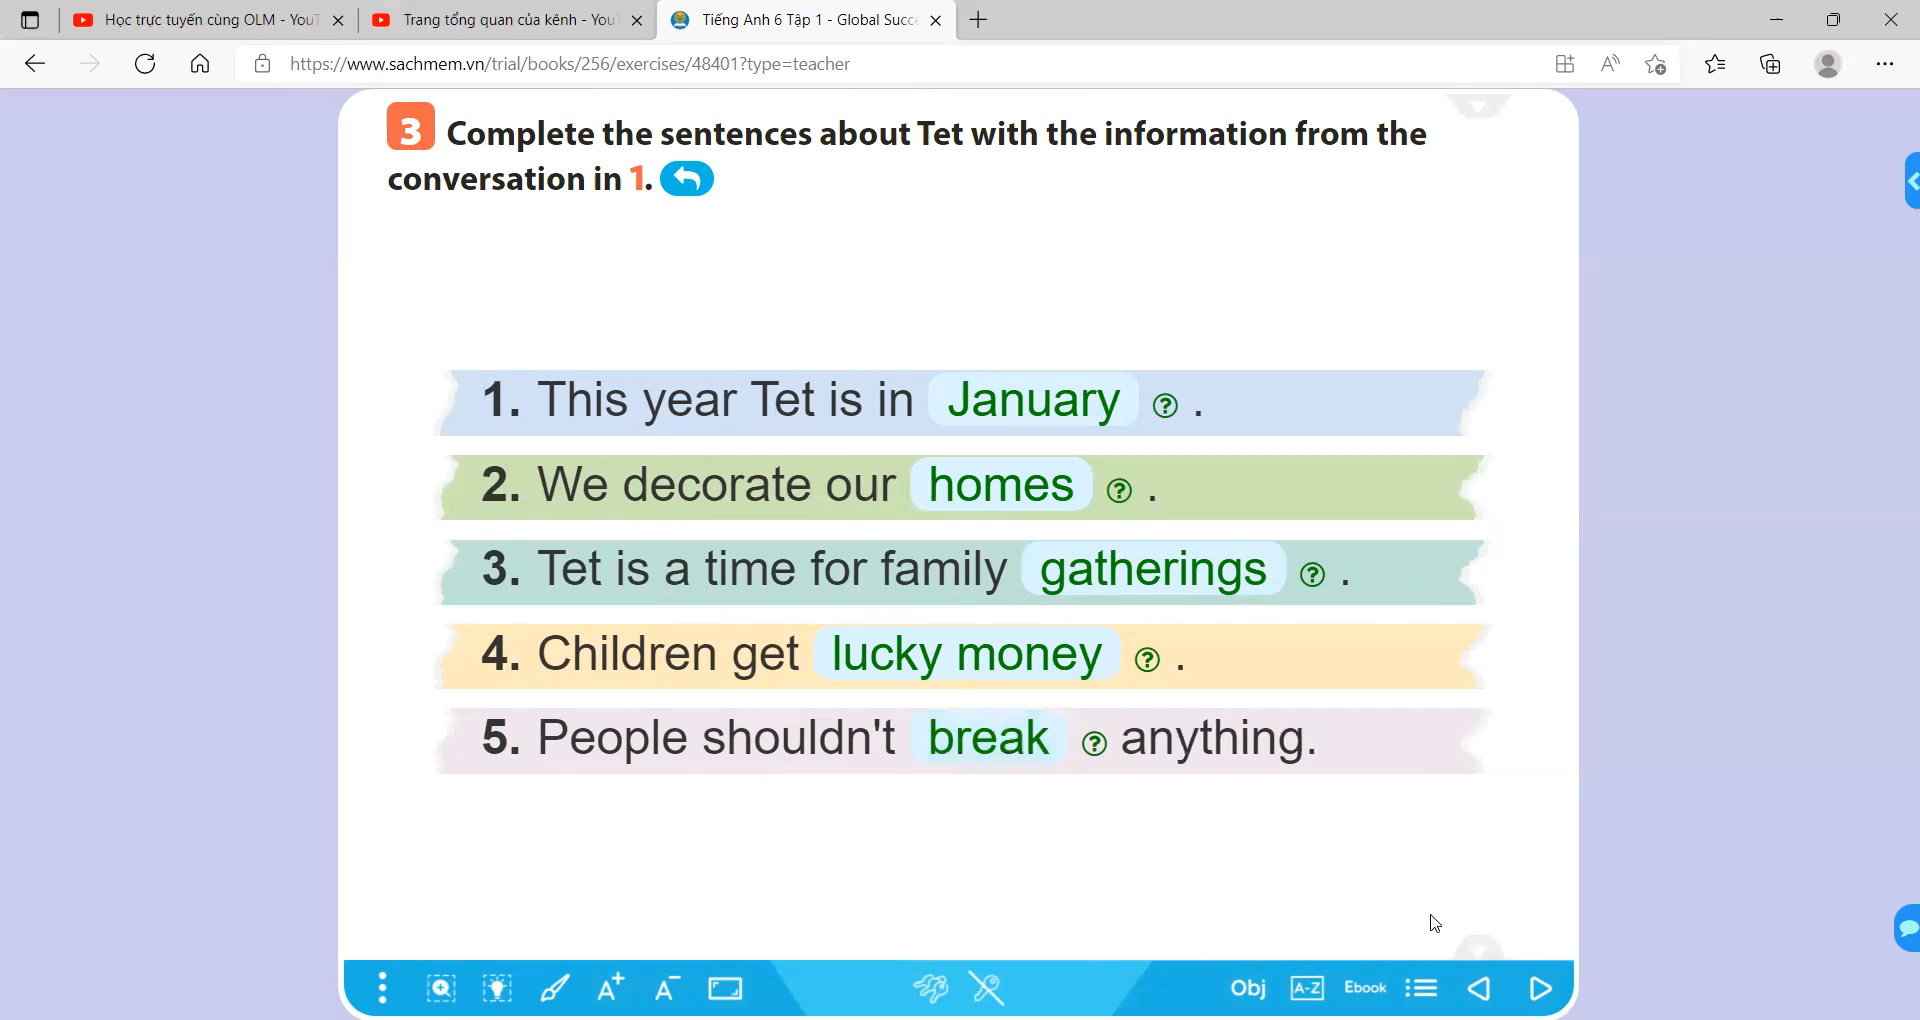 Học trực tuyến cùng OLM - YouT
Trang tổng quan của kênh - You
Tiếng Anh 6 Tập 1 - Global Succ
https://www.sachmem.vn/trial/books/256/exercises/48401?type=teacher
3 Complete the sentences about Tet with the information from the
conversation in 1.
1. This year Tet is in January ? .
2. We decorate our homes ? .
3. Tet is a time for family gatherings ? .
4. Children get lucky money ? .
5. People shouldn't break ? anything.
A+ A- Obj A-Z Ebook